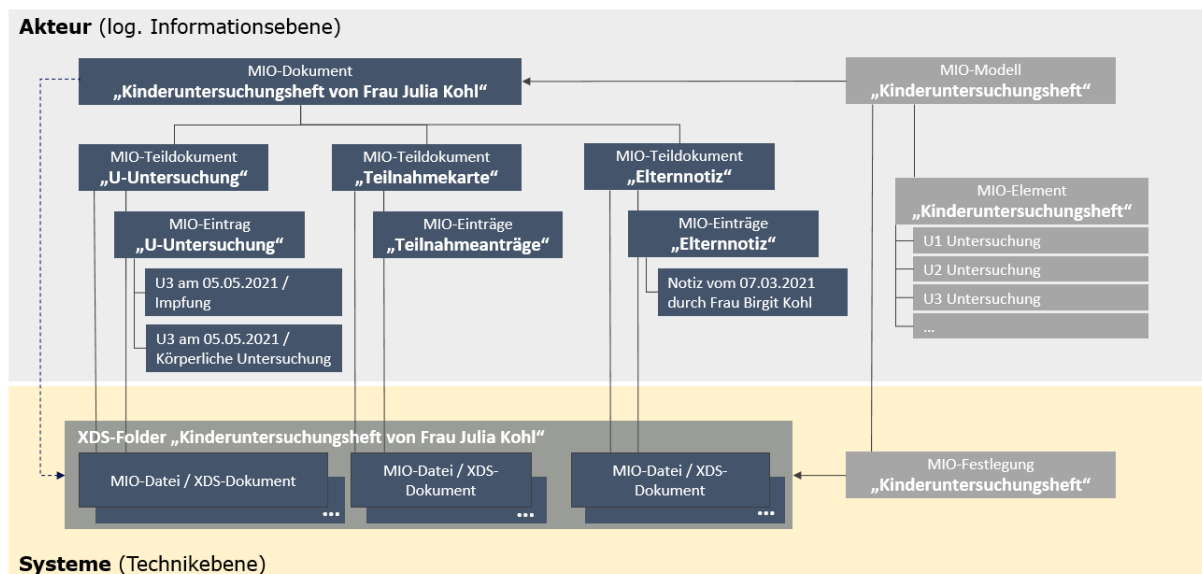 Akteur (log. Informationsebene)
MIO-Dokument
„Kinderuntersuchungsheft von Frau Julia Kohl“
MIO-Modell
„Kinderuntersuchungsheft“
MIO-Teildokument
„U-Untersuchung“
MIO-Teildokument
„Teilnahmekarte“
MIO-Teildokument
„Elternnotiz“
MIO-Element
„Kinderuntersuchungsheft“
U1 Untersuchung
U2 Untersuchung
U3 Untersuchung
...
MIO-Eintrag
„U-Untersuchung“
MIO-Einträge
„Teilnahmeanträge“
MIO-Einträge
„Elternnotiz“
U3 am 05.05.2021 /
Impfung
U3 am 05.05.2021 /
Körperliche Untersuchung
Notiz vom 07.03.2021
durch Frau Birgit Kohl
XDS-Folder „Kinderuntersuchungsheft von Frau Julia Kohl“
MIO-Datei / XDS-Dokument
...
MIO-Datei / XDS-
Dokument
...
MIO-Datei / XDS-
Dokument
...
MIO-Festlegung
„Kinderuntersuchungsheft“
Systeme (Technikebene)